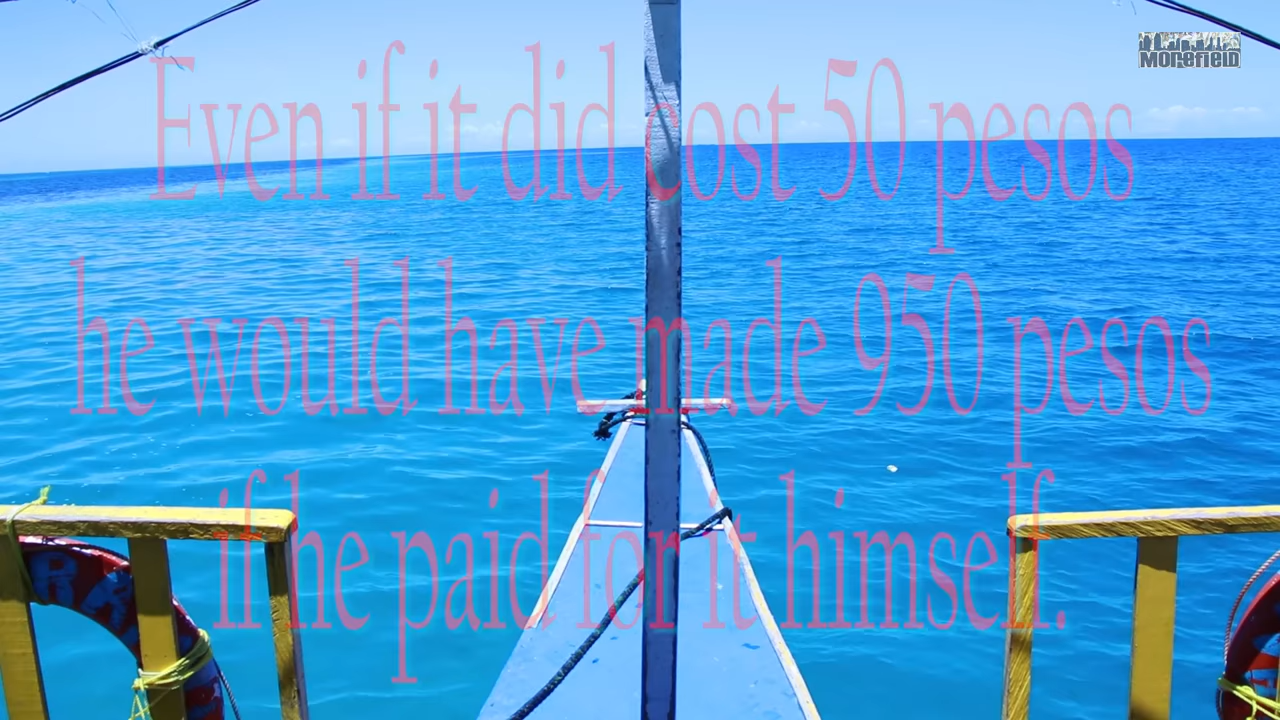 Morefield
Even if it did cost 50 pesos
he would have made 950 pesos
if he paid for it himself.